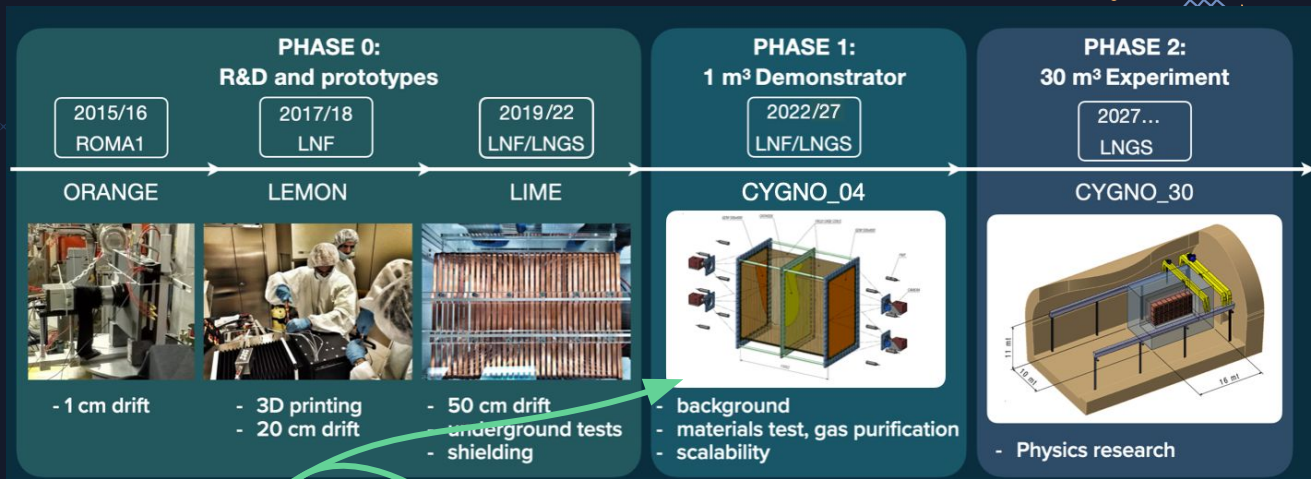 PHASE 0:
R&D and prototypes
2015/16
ROMA1
2017/18
LNF
2019/22
LNF/LNGS
ORANGE
LEMON
LIME
- 1 cm drift
- 3D printing
- 20 cm drift
- 50 cm drift
- underground tests
- shielding
PHASE 1:
1 m³ Demonstrator
2022/27
LNF/LNGS
CYGNO_04
- background
- materials test, gas purification
- scalability
PHASE 2:
30 m³ Experiment
2027...
LNGS
CYGNO_30
11 mt
10 mt
16 mt
- Physics research